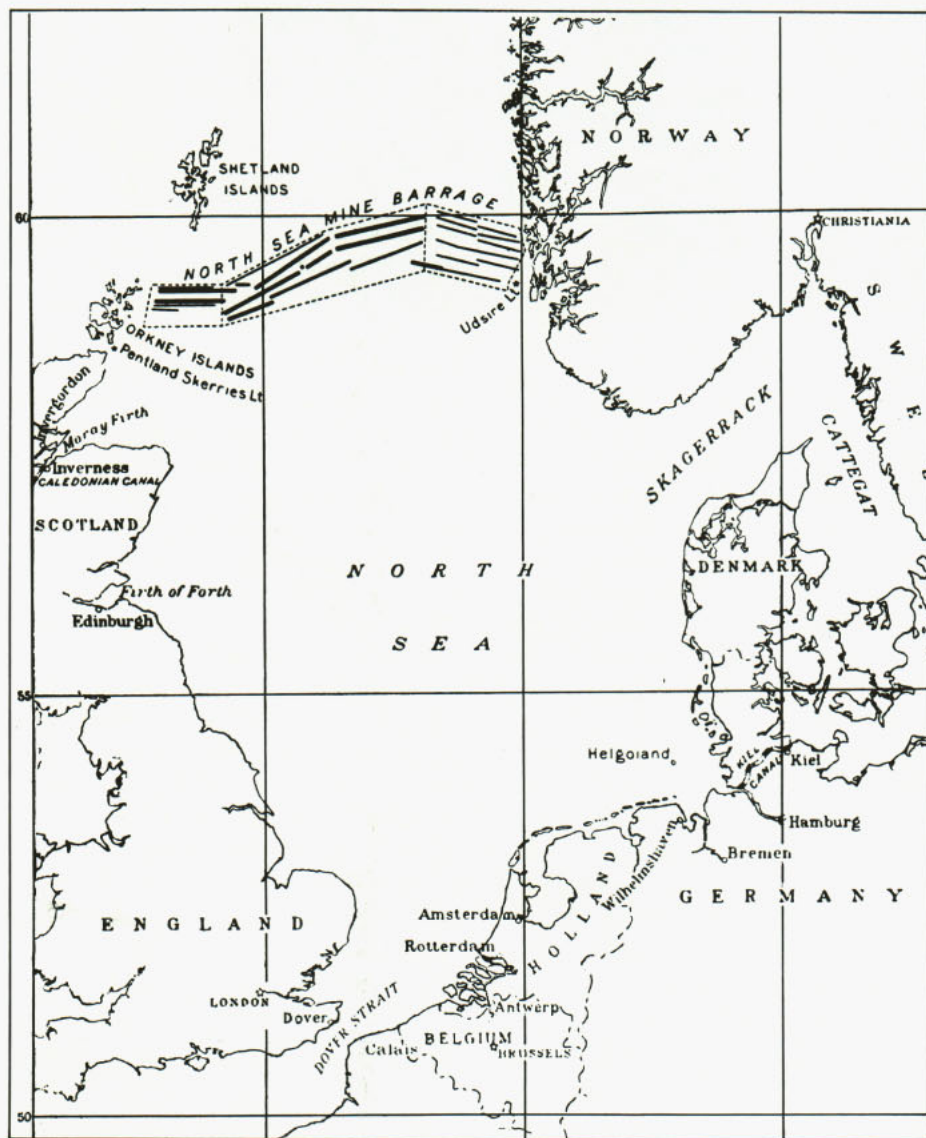 NORWAY
SHETLAND
ISLANDS
NORTH SEA MINE BARRAGE
60
CHRISTIANIA
Udsire Lt
ORKNEY ISLANDS
Pentland Skerries Lt.
Invergordon
Moray Firth
Inverness
CALEDONIAN CANAL
SCOTLAND
SKAGERRACK
CATTEGAT
SWED
DENMARK
NORTH
SEA
Firth of Forth
Edinburgh
55
Helgoland
KIEL
CANAL
Kiel
Hamburg
Bremen
Wilhelmshaven
GERMANY
HOLLAND
ENGLAND
Amsterdam
Rotterdam
LONDON
Dover
DOVER STRAIT
Antwerp
Calais
BELGIUM
BRUSSELS
50